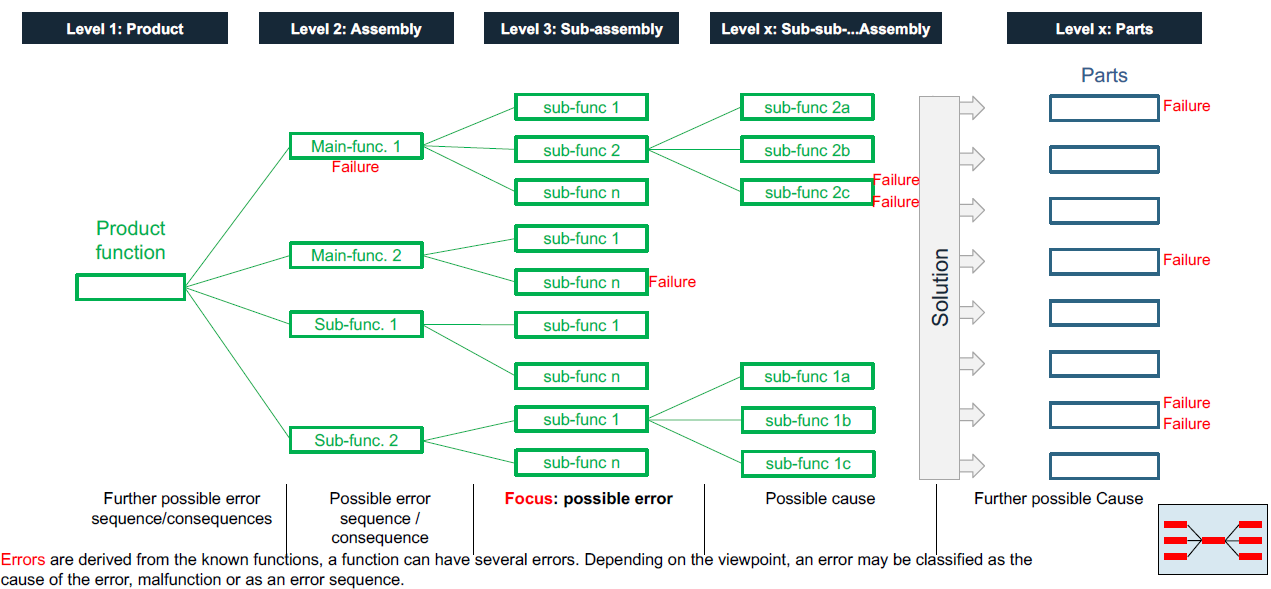 Level 1: Product
Level 2: Assembly
Level 3: Sub-assembly
Level x: Sub-sub-...Assembly
Level x: Parts
Parts
sub-func 1
sub-func 2a
Failure
Main-func. 1
sub-func 2
sub-func 2b
Failure
sub-func n
sub-func 2c
Failure
Failure
Product
function
sub-func 1
Main-func. 2
sub-func n
Failure
Failure
Solution
Sub-func. 1
sub-func 1
sub-func n
sub-func 1a
Failure
Failure
sub-func 1
sub-func 1b
Sub-func. 2
sub-func n
sub-func 1c
Further possible error
sequence/consequences
Possible error
sequence /
consequence
Focus: possible error
Possible cause
Further possible Cause
Errors are derived from the known functions, a function can have several errors. Depending on the viewpoint, an error may be classified as the
cause of the error, malfunction or as an error sequence.